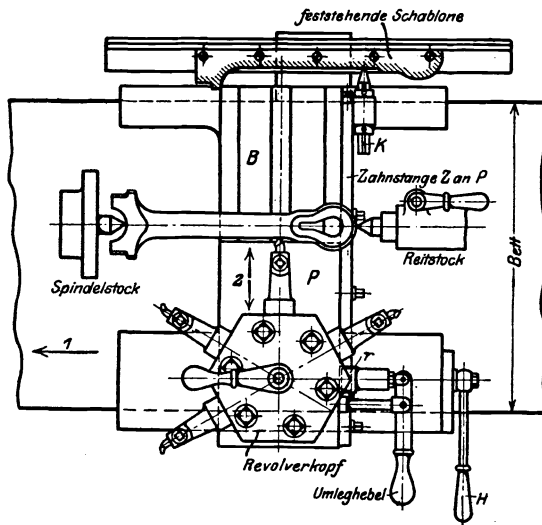 feststehende Schablone
K
B
Zahnstange Z an P
Bett
Reitstock
Spindelstock
2
P
1
r
Revolverkopf
Umleghebel
H